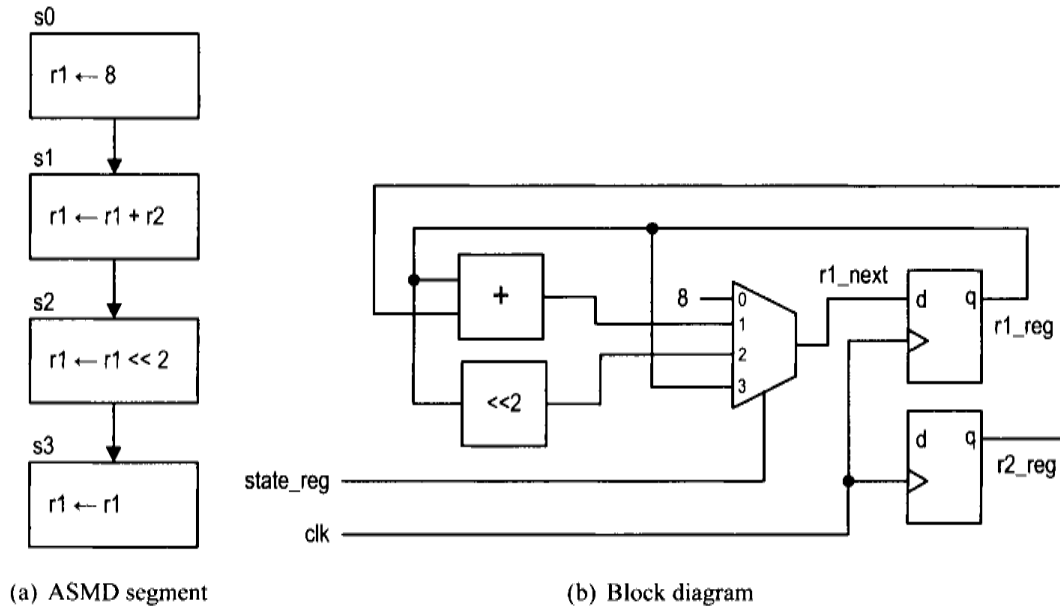 s0
r1 ← 8
s1
r1 ← r1 + r2
s2
r1 ← r1 << 2
s3
r1 ← r1
(a) ASMD segment
+
<<2
8
0
1
2
3
r1_next
d q
r1_reg
d q
r2_reg
state_reg
clk
(b) Block diagram